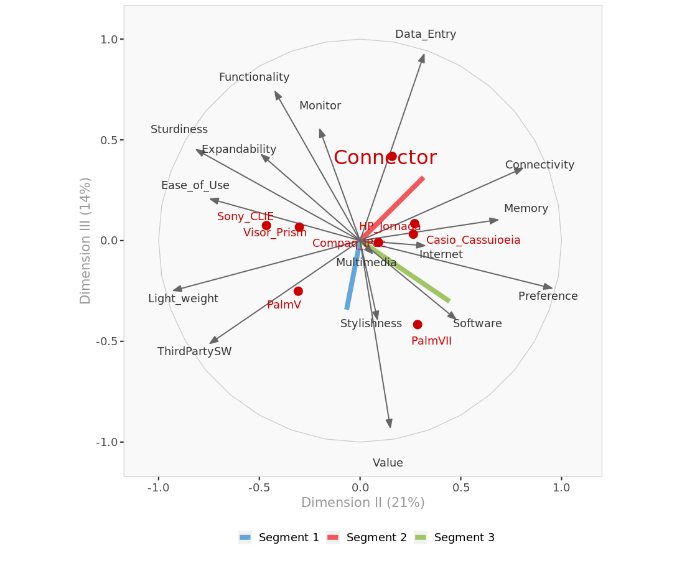 Data_Entry
1.0
Functionality
Monitor
0.5
Sturdiness
Expandability
Connector
Connectivity
Ease_of_Use
Memory
Sony_CLIE
Visor_Prism
HP_Jornada
0.0
Casio_Cassuioeia
Internet
Multimedia
Light_weight
Preference
PalmV
Stylishness
Software
PalmVII
-0.5
ThirdPartySW
Value
-1.0
Dimension III (14%)
-1.0
-0.5
0.0
0.5
1.0
Dimension II (21%)
Segment 1
Segment 2
Segment 3